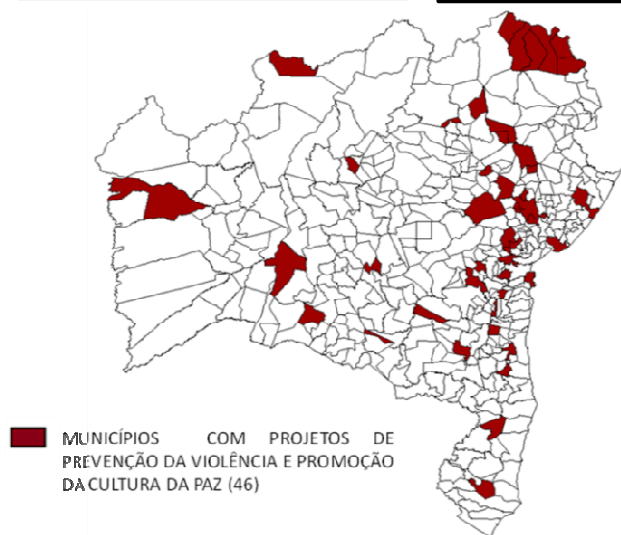 MUNICÍPIOS COM PROJETOS DE
PREVENÇÃO DA VIOLÊNCIA E PROMOÇÃO
DA CULTURA DA PAZ (46)